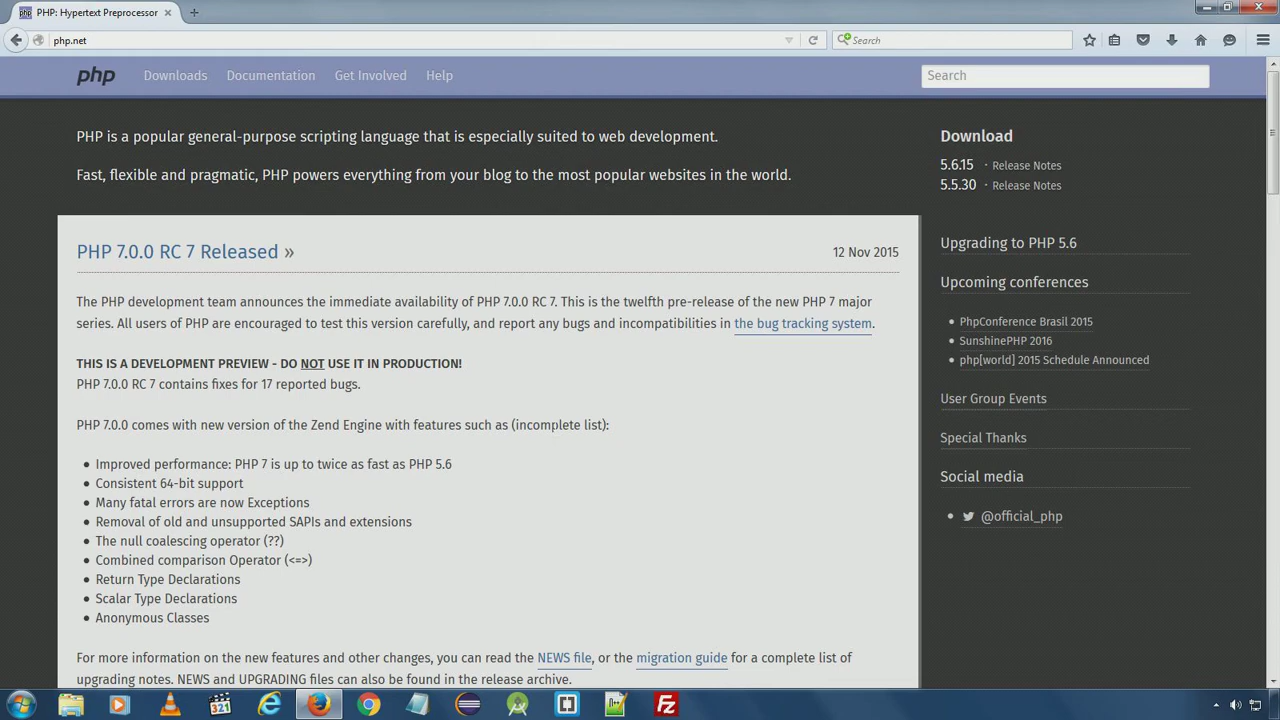 PHP: Hypertext Preprocessor
php.net
Search
php
Downloads
Documentation
Get Involved
Help
Search
PHP is a popular general-purpose scripting language that is especially suited to web development.
Fast, flexible and pragmatic, PHP powers everything from your blog to the most popular websites in the world.
PHP 7.0.0 RC 7 Released »
12 Nov 2015
The PHP development team announces the immediate availability of PHP 7.0.0 RC 7. This is the twelfth pre-release of the new PHP 7 major
series. All users of PHP are encouraged to test this version carefully, and report any bugs and incompatibilities in the bug tracking system.
THIS IS A DEVELOPMENT PREVIEW - DO NOT USE IT IN PRODUCTION!
PHP 7.0.0 RC 7 contains fixes for 17 reported bugs.
PHP 7.0.0 comes with new version of the Zend Engine with features such as (incomplete list):
• Improved performance: PHP 7 is up to twice as fast as PHP 5.6
• Consistent 64-bit support
• Many fatal errors are now Exceptions
• Removal of old and unsupported SAPIs and extensions
• The null coalescing operator (??)
• Combined comparison Operator (<=>)
• Return Type Declarations
• Scalar Type Declarations
• Anonymous Classes
For more information on the new features and other changes, you can read the NEWS file, or the migration guide for a complete list of
upgrading notes. NEWS and UPGRADING files can also be found in the release archive.
Download
5.6.15 · Release Notes
5.5.30 · Release Notes
Upgrading to PHP 5.6
Upcoming conferences
• PhpConference Brasil 2015
• SunshinePHP 2016
• php[world] 2015 Schedule Announced
User Group Events
Special Thanks
Social media
• @official_php
321
Fz